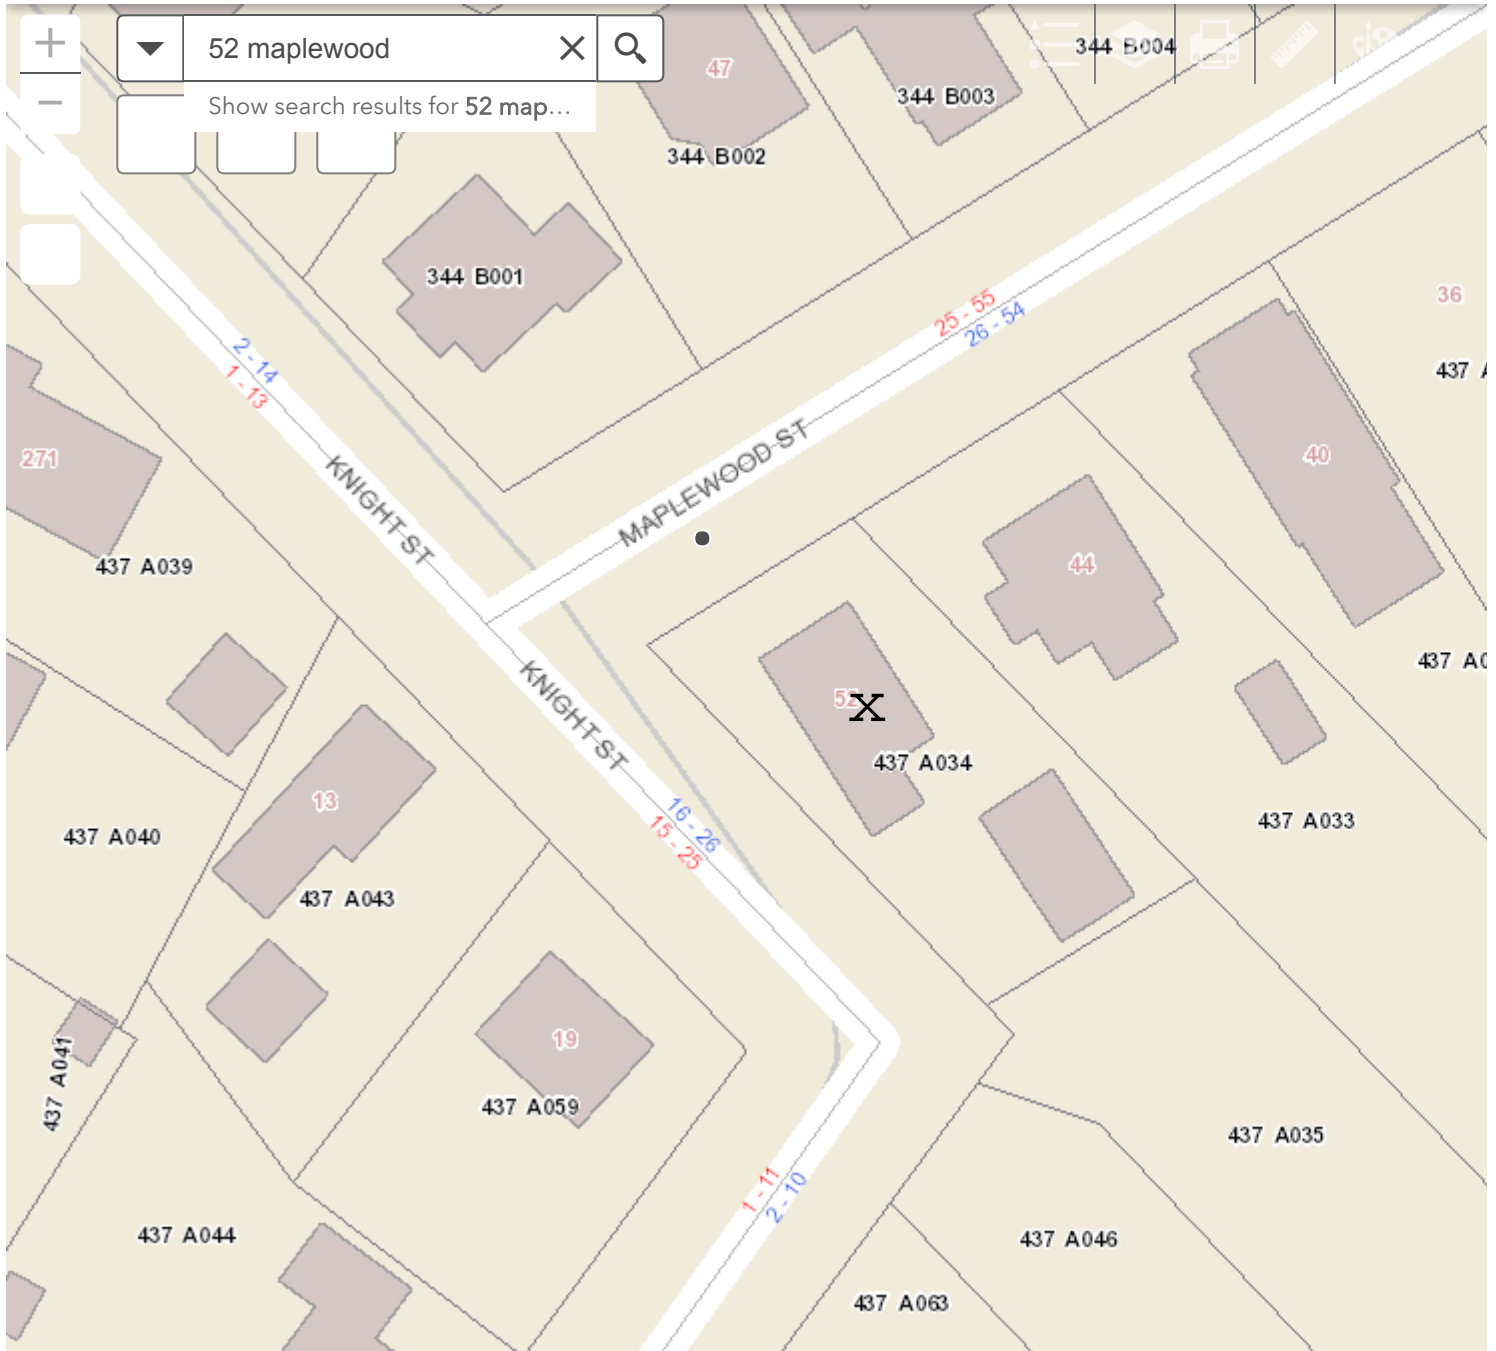 52 maplewood
Show search results for 52 map...
47
344 B002
344 B003
344 B004
344 B001
25 - 55
26 - 54
36
437 A
2 - 14
1 - 13
KNIGHT ST
MAPLEWOOD ST
271
437 A039
40
44
437 A0
52
X
437 A034
KNIGHT ST
16 - 26
15 - 25
13
437 A040
437 A043
437 A033
19
437 A059
437 A041
437 A035
1 - 11
2 - 10
437 A044
437 A046
437 A063